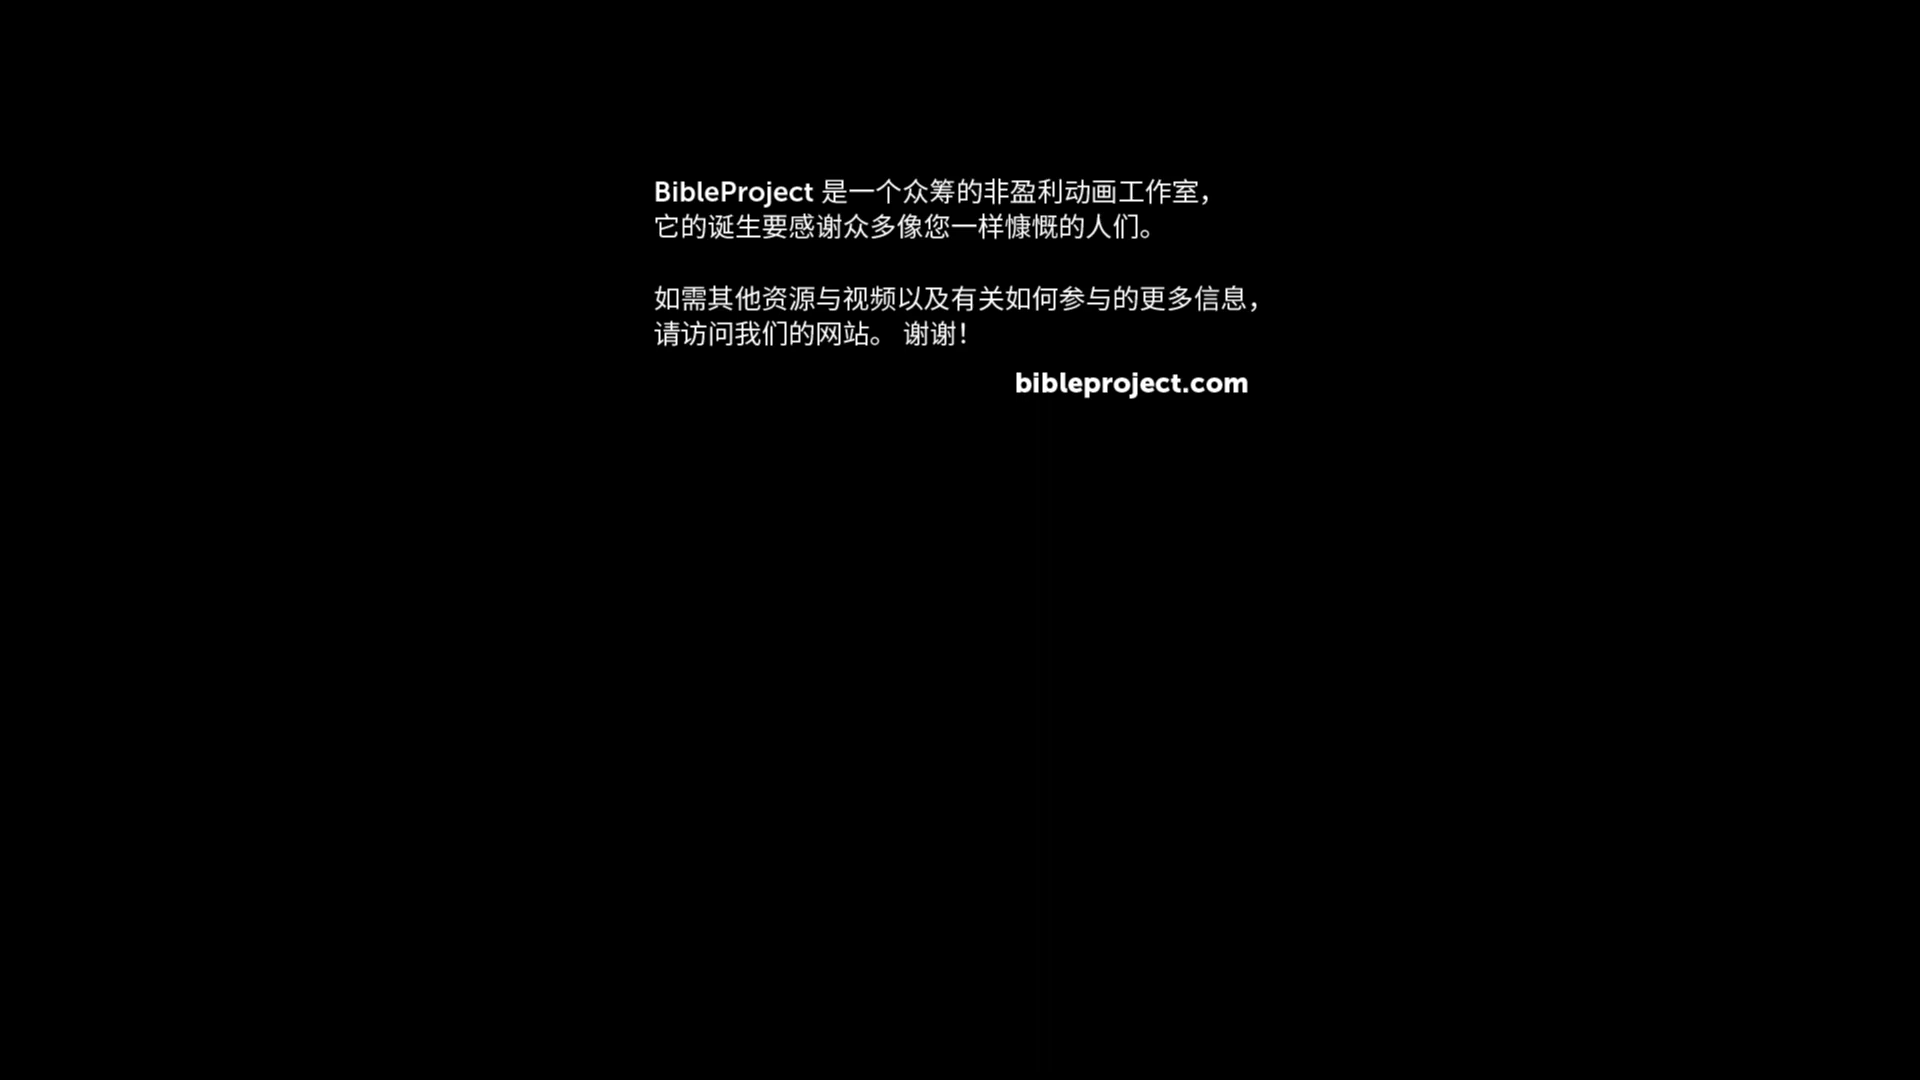 BibleProject 是一个众筹的非盈利动画工作室，
它的诞生要感谢众多像您一样慷慨的人们。
如需其他资源与视频以及有关如何参与的更多信息，
请访问我们的网站。 谢谢！
bibleproject.com